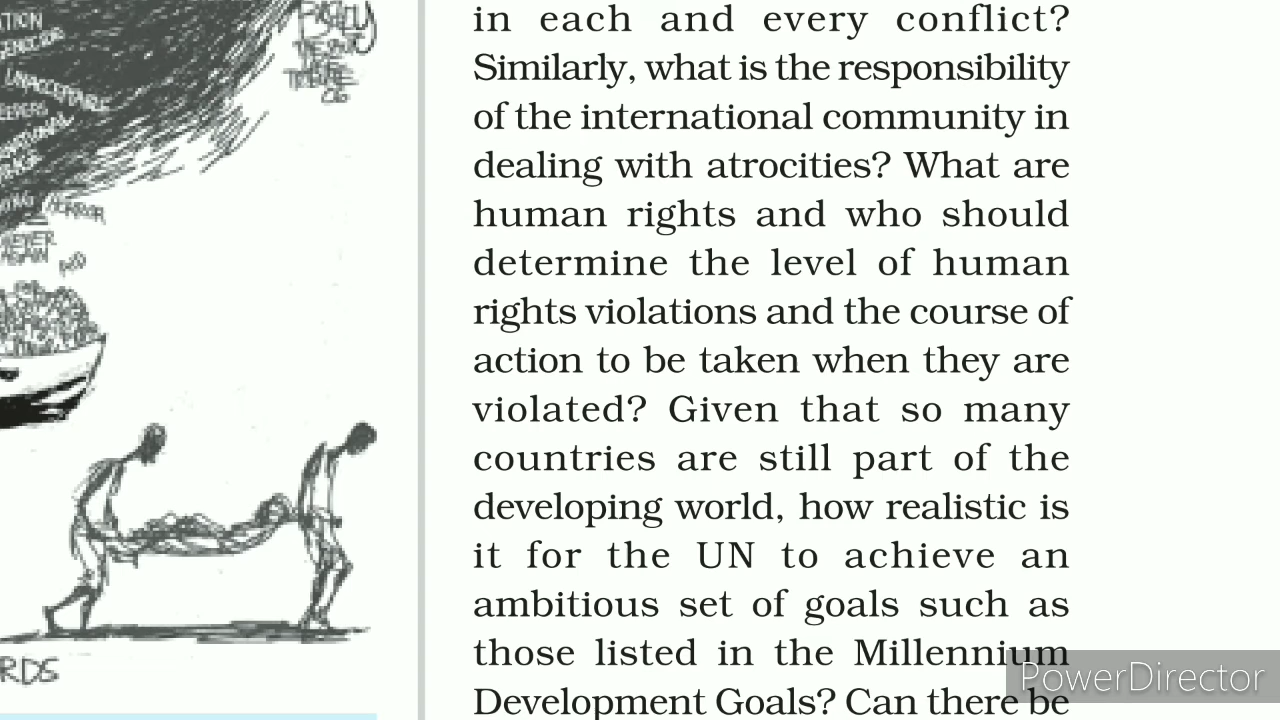 TION
GENOCIDE
UNACCEPTABLE
EEPERS
NATIONAL
HORROR
NEVER
AGAIN
RDS
in each and every conflict?
Similarly, what is the responsibility
of the international community in
dealing with atrocities? What are
human rights and who should
determine the level of human
rights violations and the course of
action to be taken when they are
violated? Given that so many
countries are still part of the
developing world, how realistic is
it for the UN to achieve an
ambitious set of goals such as
those listed in the Millennium
Development Goals? Can there be
PowerDirector